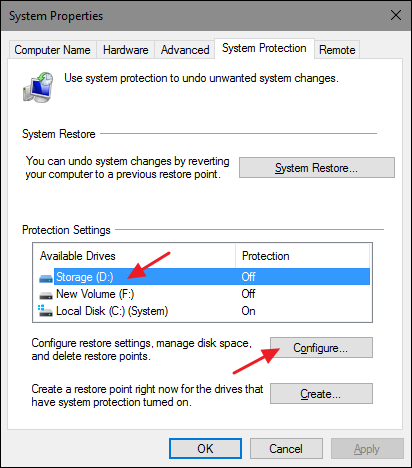 System Properties
Computer Name Hardware Advanced System Protection Remote
Use system protection to undo unwanted system changes.
System Restore
You can undo system changes by reverting
your computer to a previous restore point.
System Restore...
Protection Settings
Available Drives Protection
Storage (D:) Off
New Volume (F:) Off
Local Disk (C:) (System) On
Configure restore settings, manage disk space,
and delete restore points.
Configure...
Create a restore point right now for the drives that
have system protection turned on.
Create...
OK Cancel Apply